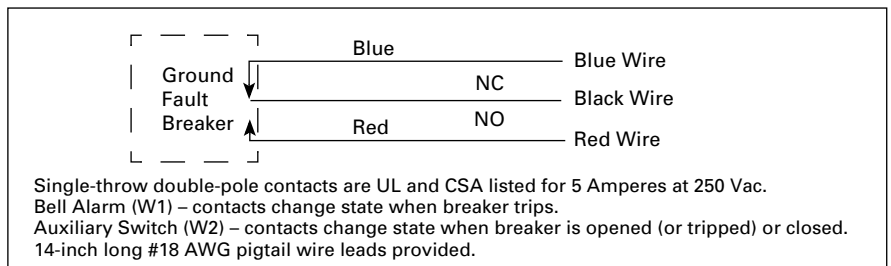 Blue
Blue Wire
Ground
Fault
Breaker
NC
Black Wire
NO
Red
Red Wire
Single-throw double-pole contacts are UL and CSA listed for 5 Amperes at 250 Vac.
Bell Alarm (W1) – contacts change state when breaker trips.
Auxiliary Switch (W2) – contacts change state when breaker is opened (or tripped) or closed.
14-inch long #18 AWG pigtail wire leads provided.